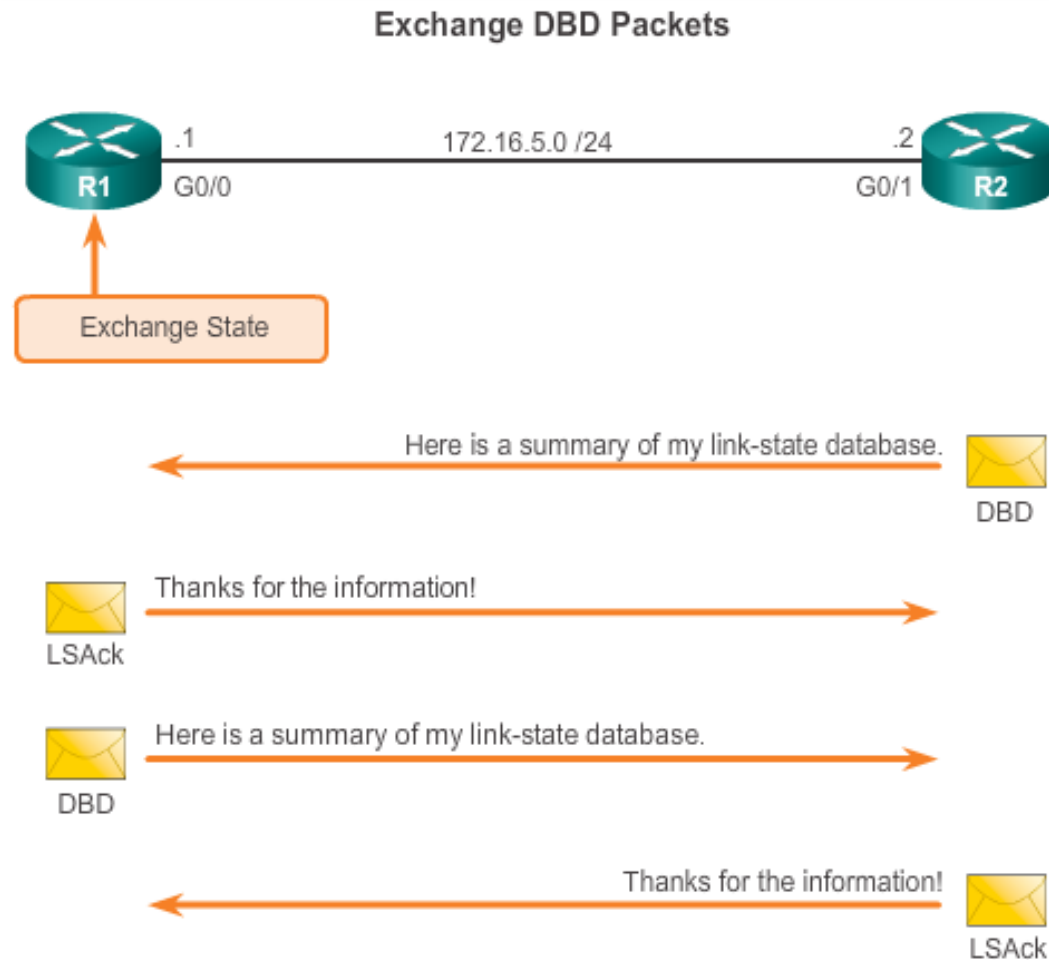 Exchange DBD Packets
.1
172.16.5.0 /24
.2
R1
G0/0
G0/1
R2
Exchange State
Here is a summary of my link-state database.
DBD
Thanks for the information!
LSAck
Here is a summary of my link-state database.
DBD
Thanks for the information!
LSAck